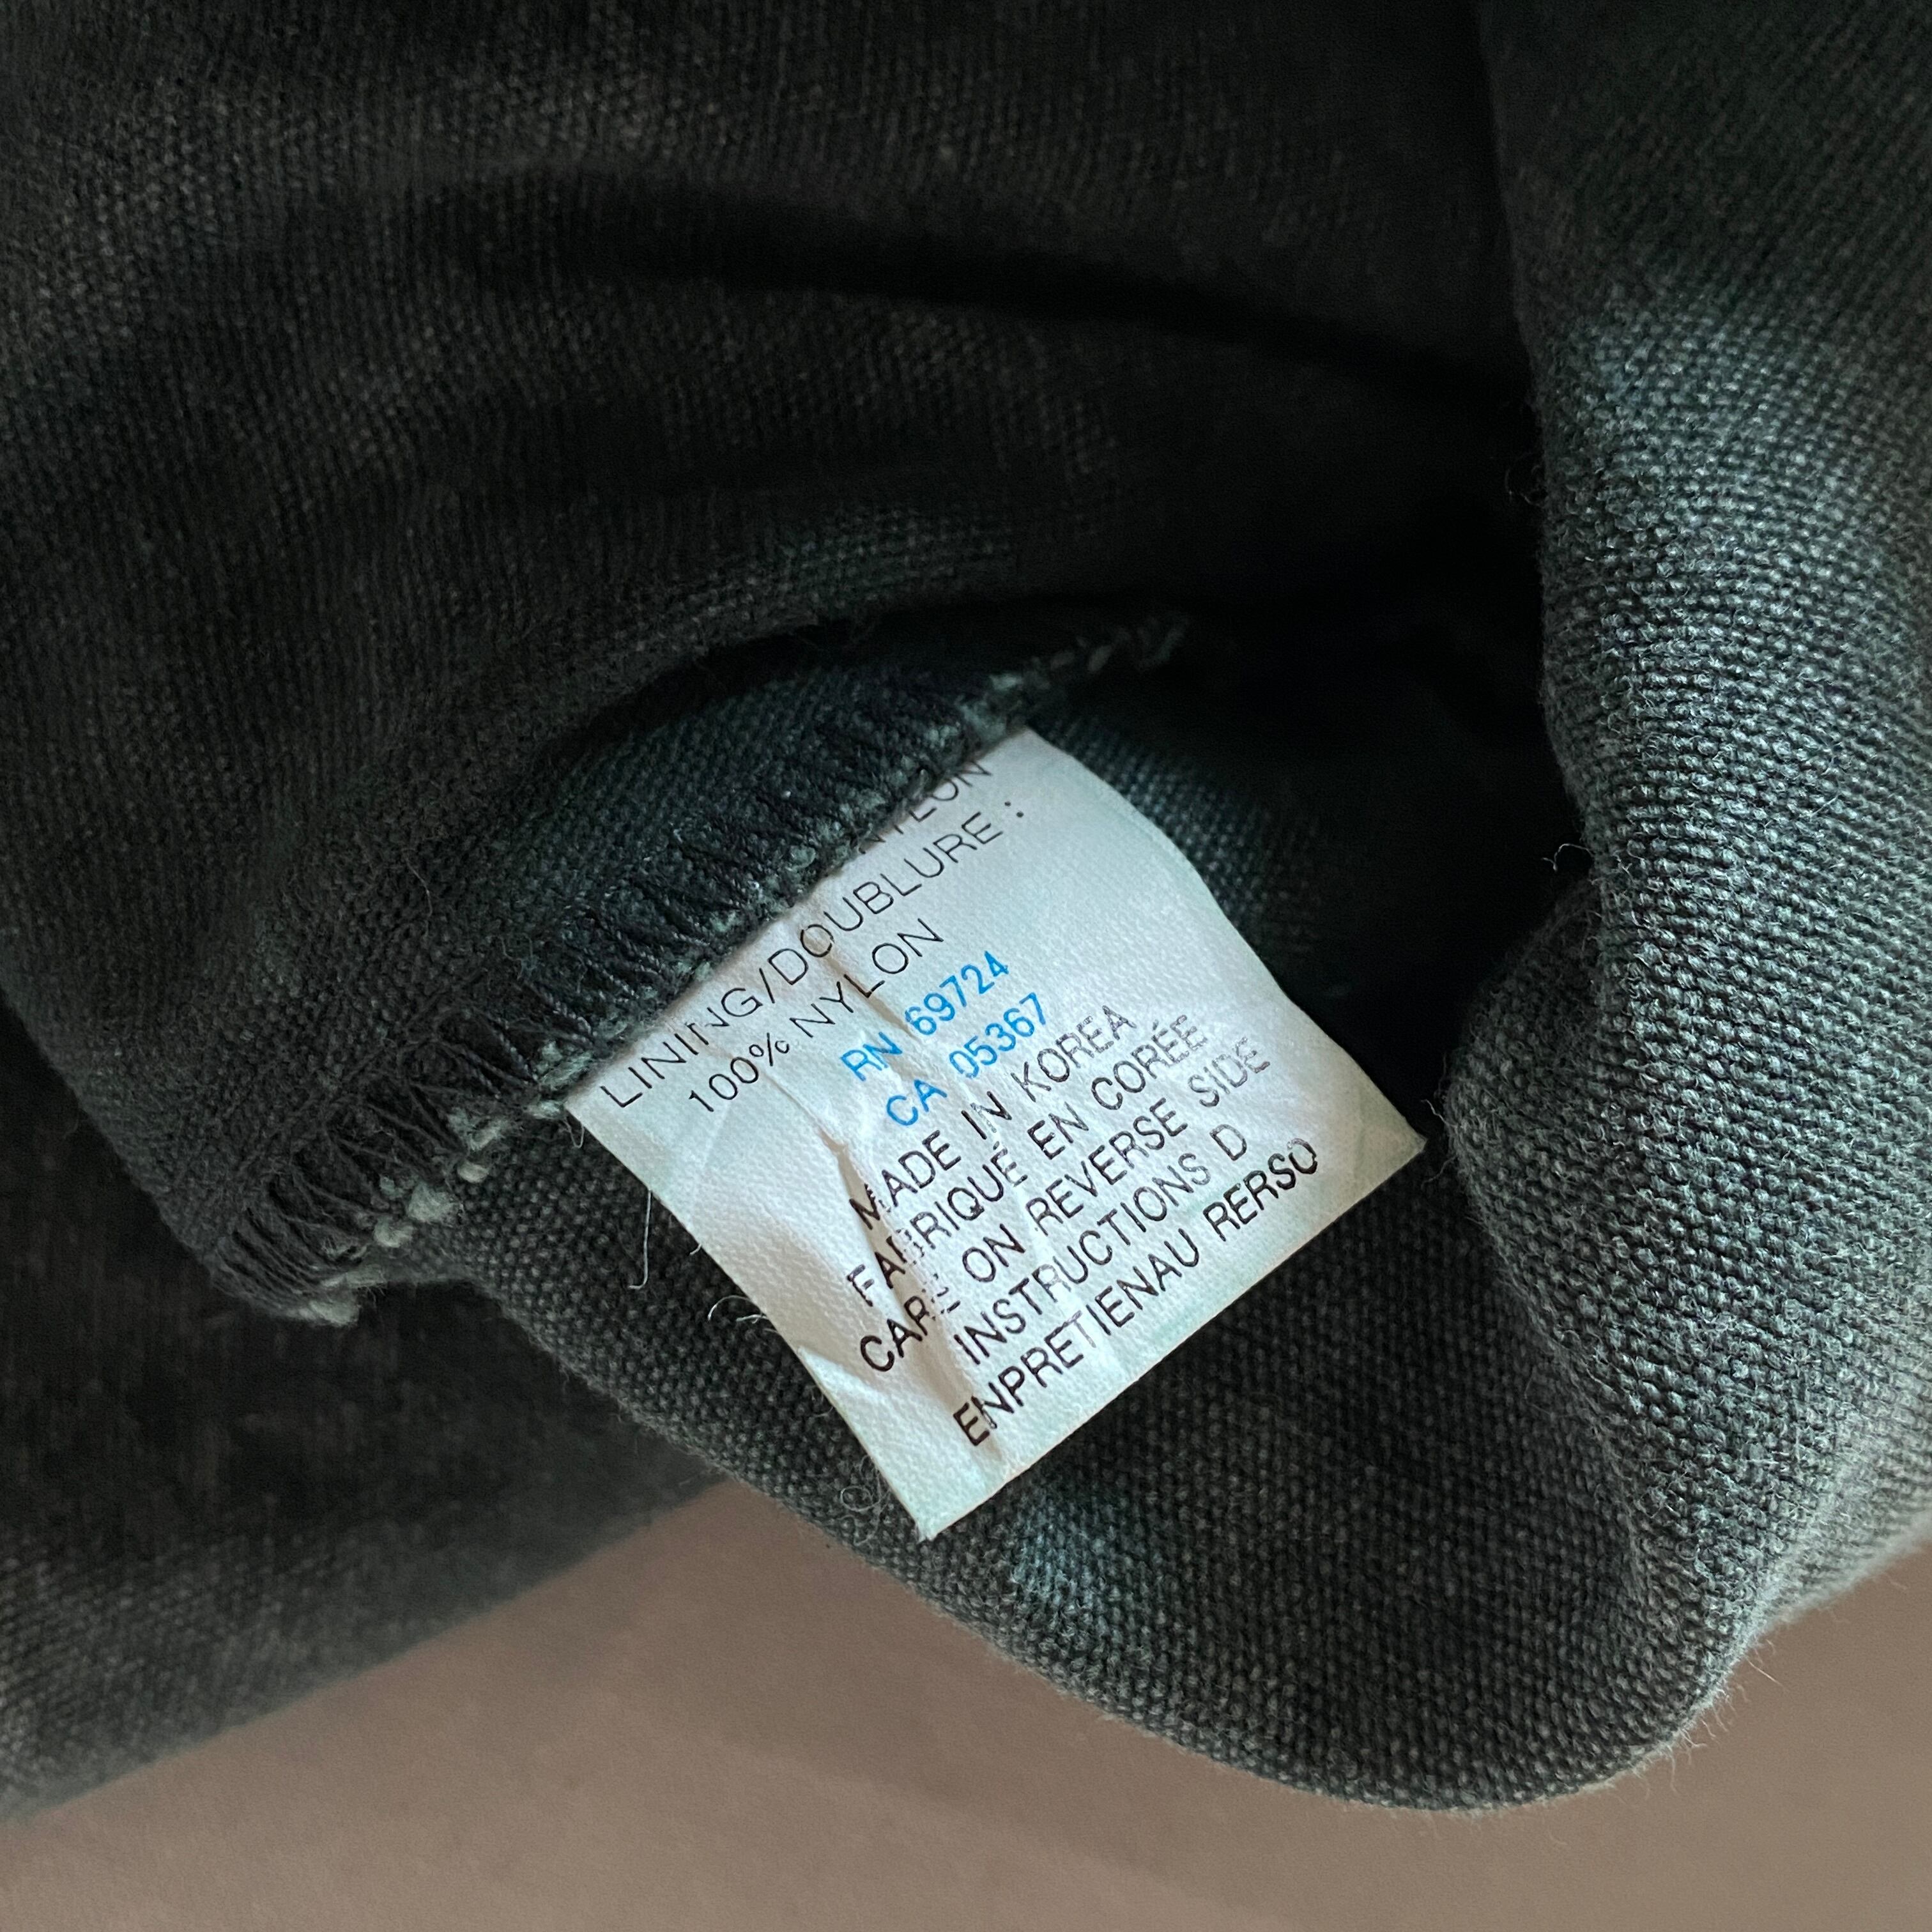 NYLON
LINING/DOUBLURE :
100% NYLON
RN 69724
CA 05367
MADE IN KOREA
FABRIQUÉ EN CORÉE
CARE ON REVERSE SIDE
INSTRUCTIONS D
ENPRETIENAU RERSO